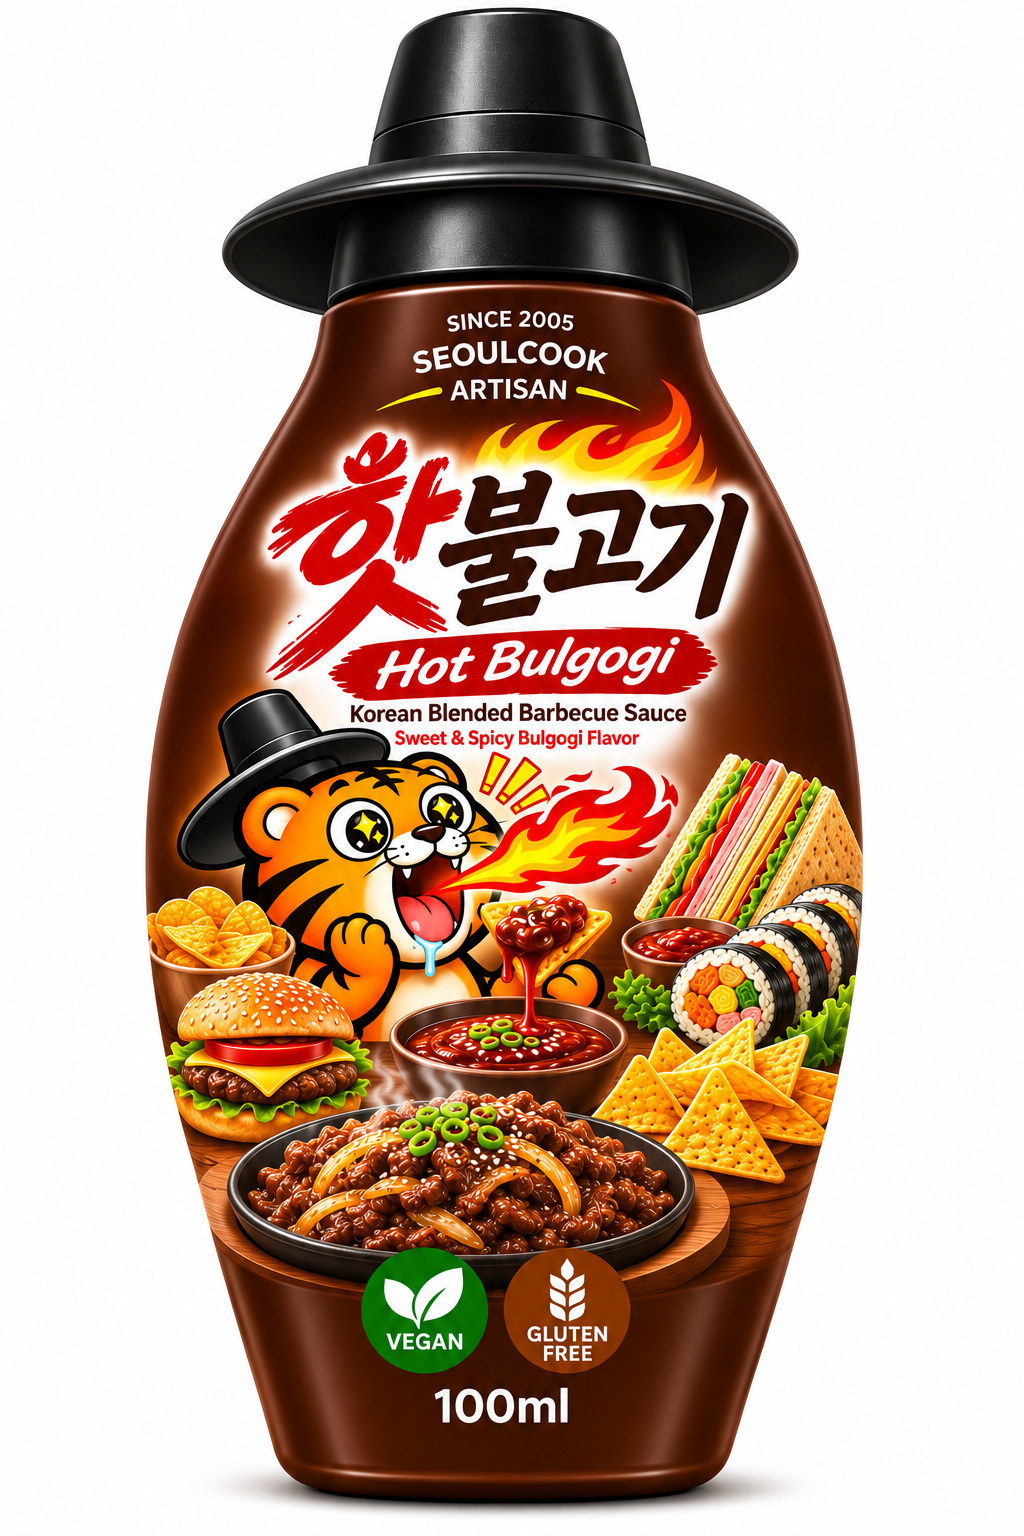 SINCE 2005
SEOULCOOK
ARTISAN
핫불고기
Hot Bulgogi
Korean Blended Barbecue Sauce
Sweet & Spicy Bulgogi Flavor
VEGAN
GLUTEN
FREE
100ml